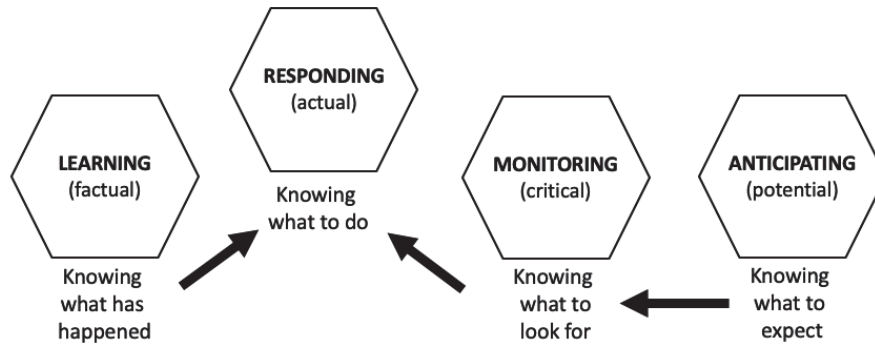 RESPONDING
(actual)
LEARNING
(factual)
MONITORING
(critical)
ANTICIPATING
(potential)
Knowing
what to do
Knowing
what has
happened
Knowing
what to
look for
Knowing
what to
expect